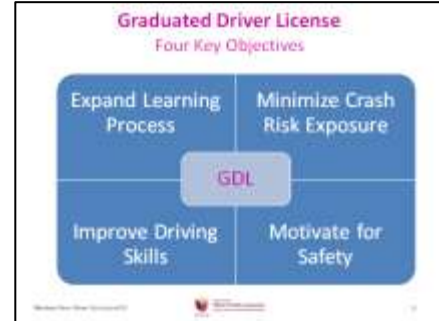 Graduated Driver License
Four Key Objectives
Expand Learning
Process
Minimize Crash
Risk Exposure
GDL
Improve Driving
Skills
Motivate for
Safety